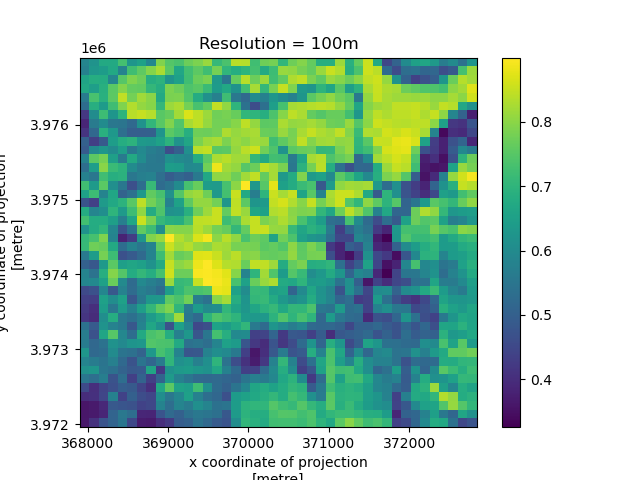 Resolution = 100m
1e6
3.976
3.975
3.974
3.973
3.972
y coordinate of projection
[metre]
368000 369000 370000 371000 372000
x coordinate of projection
[metre]
0.8
0.7
0.6
0.5
0.4